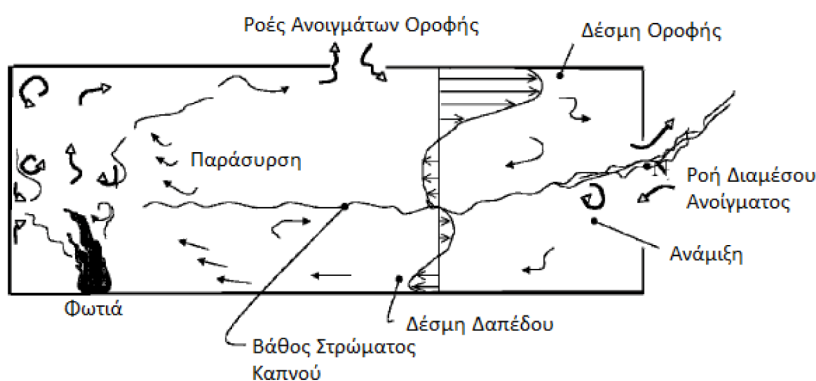 Ροές Ανοιγμάτων Οροφής
Δέσμη Οροφής
Παράσυρση
N
Ροή Διαμέσου
Ανοίγματος
Ανάμιξη
Φωτιά
Δέσμη Δαπέδου
Βάθος Στρώματος
Καπνού